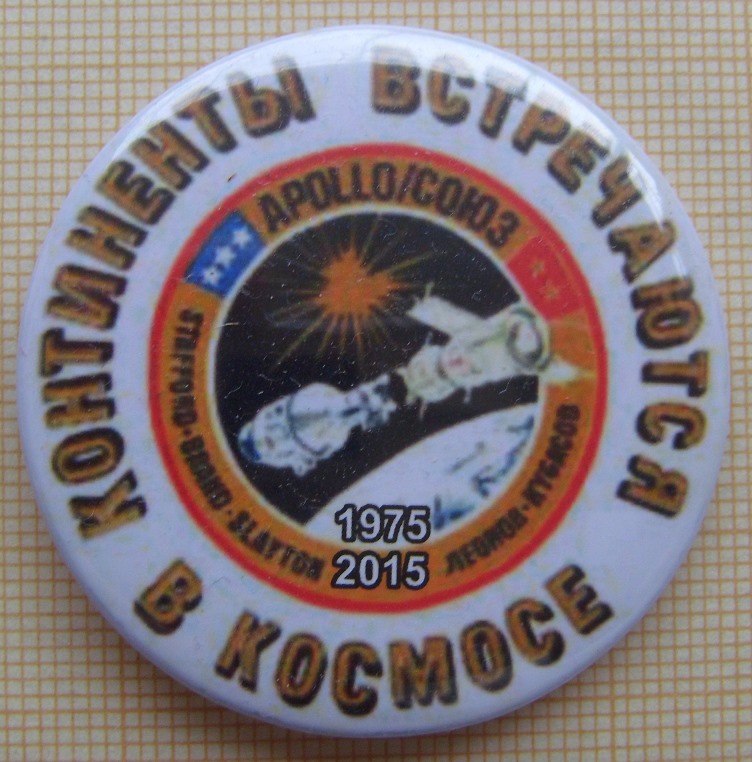 КОНТИНЕНТЫ ВСТРЕЧАЮТСЯ
В КОСМОСЕ
APOLLO/СОЮЗ
STAFFORD·BRAND·SLAYTON
ЛЕОНОВ·КУБАСОВ
1975
2015